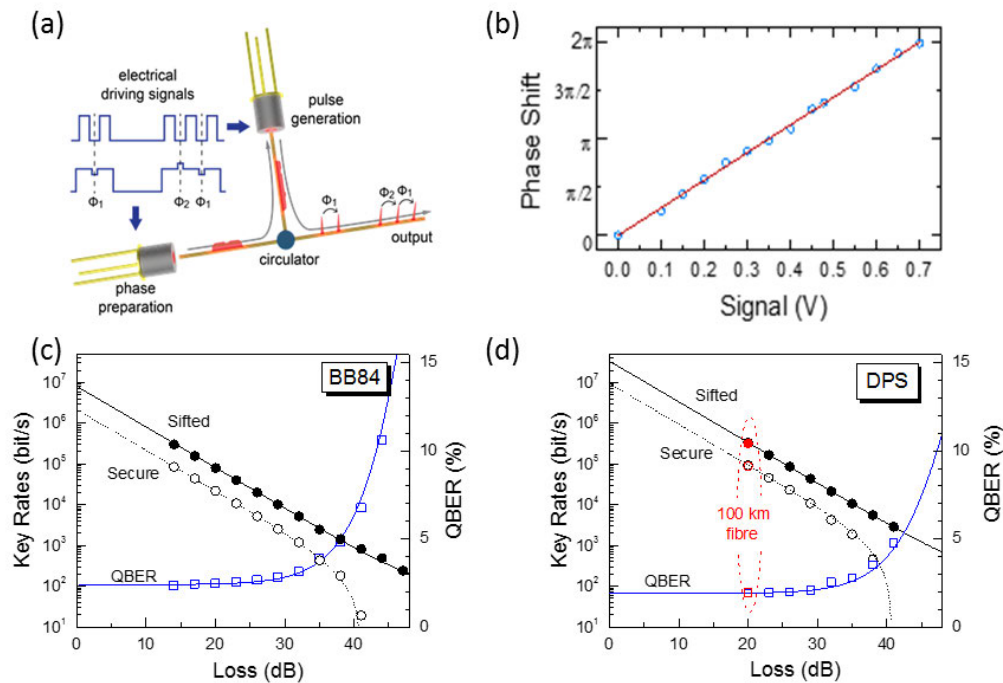 (a)
electrical
driving signals
pulse
generation
Φ1
Φ2 Φ1
Φ1
Φ2 Φ1
output
circulator
phase
preparation
(b)
2π
3π/2
π
π/2
0
Phase Shift
0.0 0.1 0.2 0.3 0.4 0.5 0.6 0.7
Signal (V)
(c)
BB84
Sifted
Secure
QBER
Key Rates (bit/s)
10^7
10^6
10^5
10^4
10^3
10^2
10^1
15
10
5
0
QBER (%)
0 10 20 30 40
Loss (dB)
(d)
DPS
Sifted
Secure
100 km
fibre
QBER
Key Rates (bit/s)
10^7
10^6
10^5
10^4
10^3
10^2
10^1
15
10
5
0
QBER (%)
0 10 20 30 40
Loss (dB)